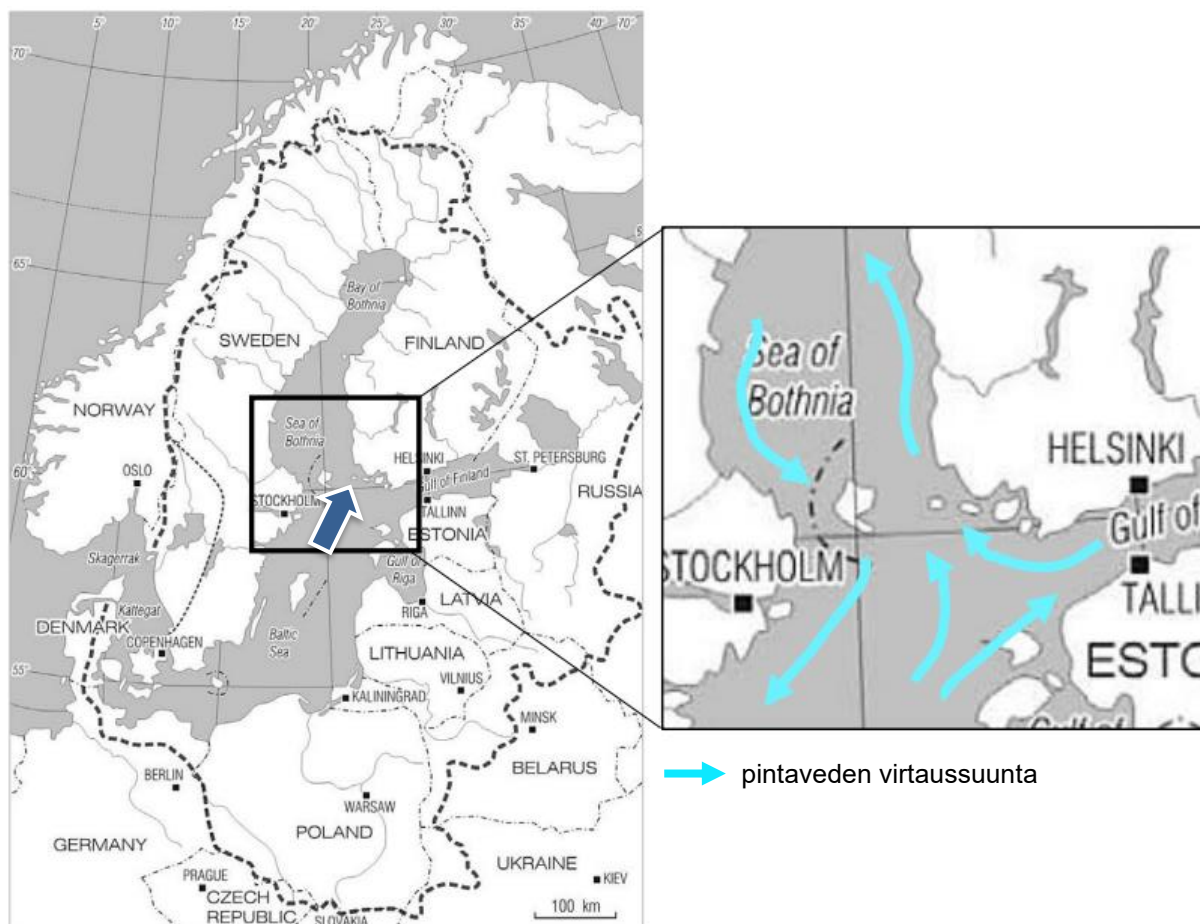 5°
10°
15°
20°
25°
30°
35°
40°
70°
70°
65°
60°
55°
Bay of
Bothnia
SWEDEN
FINLAND
NORWAY
Sea of
Bothnia
OSLO
HELSINKI
ST. PETERSBURG
Gulf of Finland
STOCKHOLM
TALLINN
RUSSIA
ESTONIA
Skagerrak
Gulf of
Riga
Kattegat
RIGA
LATVIA
DENMARK
COPENHAGEN
Baltic
Sea
LITHUANIA
VILNIUS
KALININGRAD
MINSK
BERLIN
BELARUS
WARSAW
POLAND
GERMANY
UKRAINE
PRAGUE
KIEV
CZECH
REPUBLIC
SLOVAKIA
100 km
Sea of
Bothnia
HELSINKI
Gulf of
STOCKHOLM
TALLI
ESTO
Gulf of
pintaveden virtaussuunta